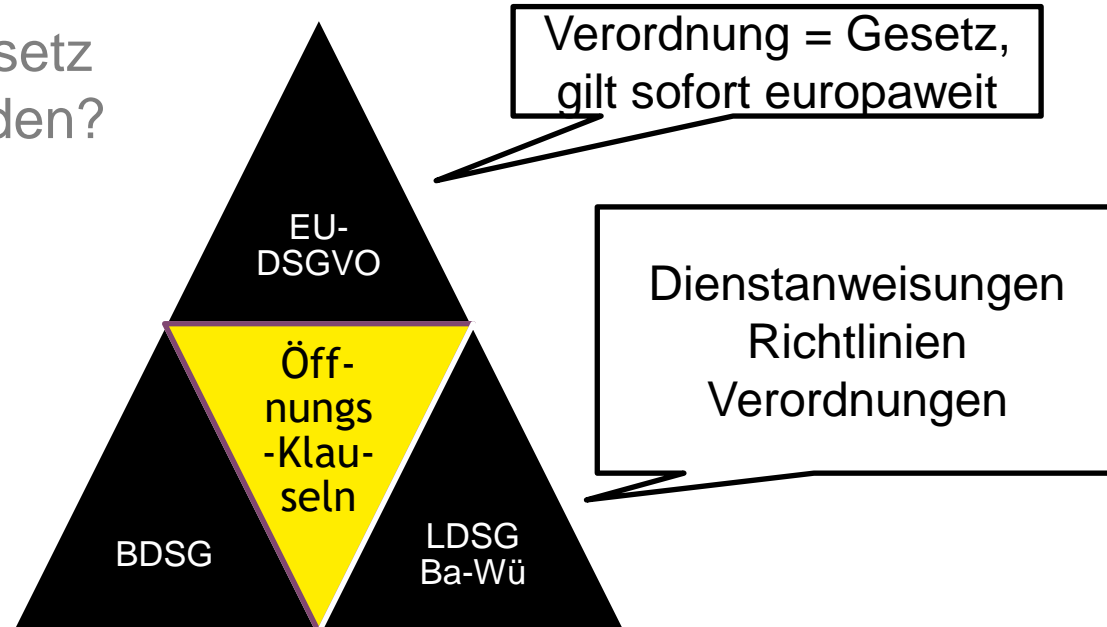 setz
den?
Verordnung = Gesetz,
gilt sofort europaweit
EU-
DSGVO
Dienstanweisungen
Richtlinien
Verordnungen
Öff-
nungs
-Klau-
seln
BDSG
LDSG
Ba-Wü